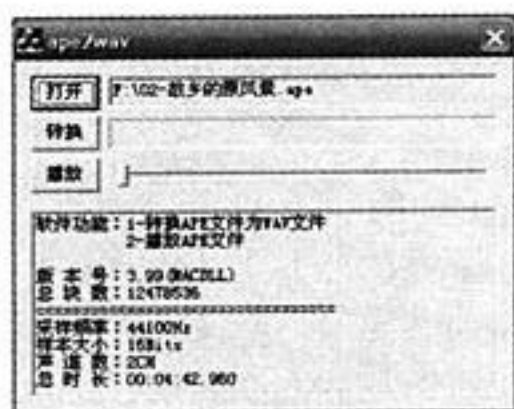 ape2wav
打开 F:\02-故乡的原风景.ape
转换
播放
软件功能：1-转换APE文件为WAV文件
2-播放APE文件
版 本 号：3.99(MACDLL)
总 块 数：12478536
================================
采样频率：44100Hz
样本大小：16Bits
声 道 数：2CH
总 时 长：00:04:42.960